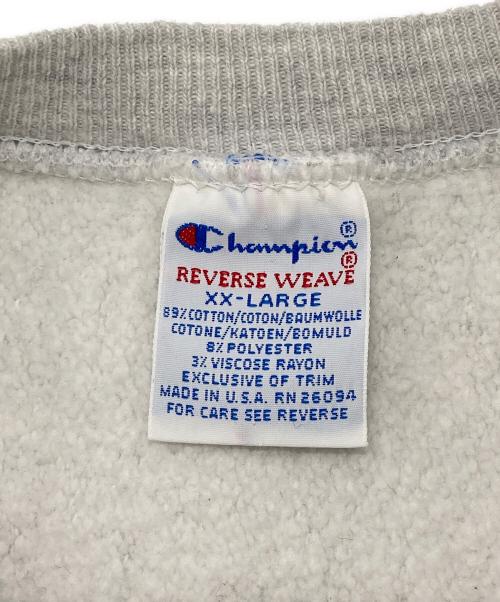 Champion®
REVERSE WEAVE®
XX-LARGE
89% COTTON/COTON/BAUMWOLLE
COTONE/KATOEN/BOMULD
8% POLYESTER
3% VISCOSE RAYON
EXCLUSIVE OF TRIM
MADE IN U.S.A. RN 26094
FOR CARE SEE REVERSE